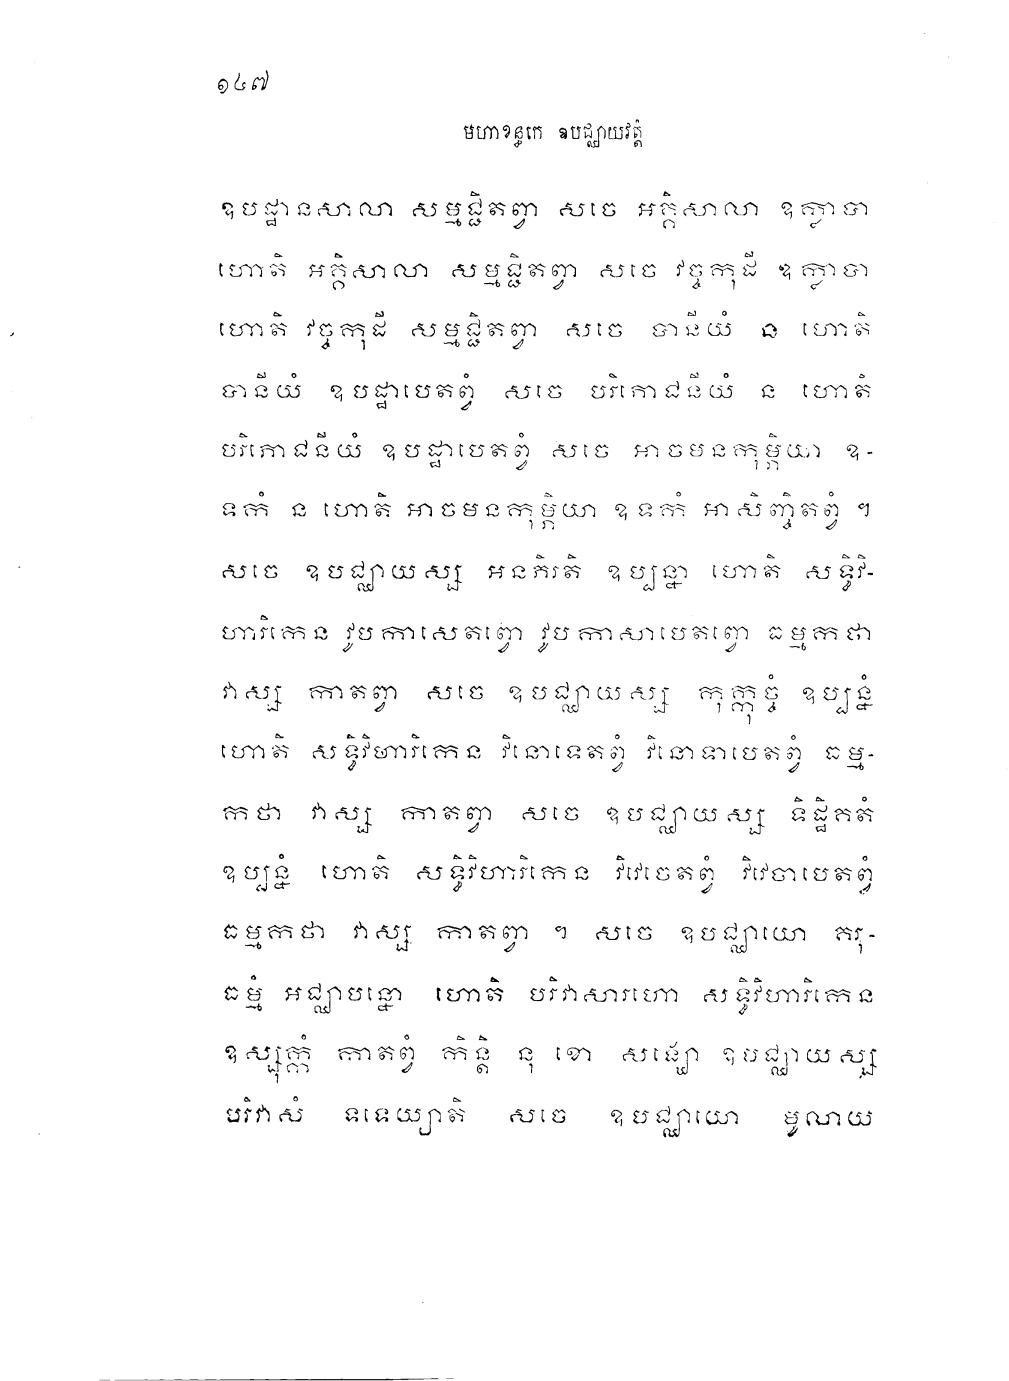 ១៤៧
មហាខន្ធកេ ឧបជ្ឈាយវត្តំ
ឧបដ្ឋានសាលា សម្មជ្ជិតព្វា សចេ អគ្គិសាលា ឧក្លាបា
ហោតិ អគ្គិសាលា សម្មជ្ជិតព្វា សចេ វច្ចកុដី ឧក្លាបា
ហោតិ វច្ចកុដី សម្មជ្ជិតព្វា សចេ បានីយំ ន ហោតិ
បានីយំ ឧបដ្ឋាបេតព្វំ សចេ បរិភោជនីយំ ន ហោតិ
បរិភោជនីយំ ឧបដ្ឋាបេតព្វំ សចេ អាចមនកុម្ភិយា ឧ-
ទកំ ន ហោតិ អាចមនកុម្ភិយា ឧទកំ អាសិញ្ចិតព្វំ ។
សចេ ឧបជ្ឈាយស្ស អនភិរតិ ឧប្បន្នា ហោតិ សទ្ធិវិ-
ហារិកេន វូបកាសេតព្វោ វូបកាសាបេតព្វោ ធម្មកថា
វាស្ស កាតព្វា សចេ ឧបជ្ឈាយស្ស កុក្កុច្ចំ ឧប្បន្នំ
ហោតិ សទ្ធិវិហារិកេន វិនោទេតព្វំ វិនោទាបេតព្វំ ធម្ម-
កថា វាស្ស កាតព្វា សចេ ឧបជ្ឈាយស្ស ទិដ្ឋិគតំ
ឧប្បន្នំ ហោតិ សទ្ធិវិហារិកេន វិវេចេតព្វំ វិវេចាបេតព្វំ
ធម្មកថា វាស្ស កាតព្វា ។ សចេ ឧបជ្ឈាយោ គរុ-
ធម្មំ អជ្ឈាបន្នោ ហោតិ បរិវាសារហោ សទ្ធិវិហារិកេន
ឧស្សុក្កំ កាតព្វំ កិន្តិ នុ ខោ សង្ឃោ ឧបជ្ឈាយស្ស
បរិវាសំ ទទេយ្យាតិ សចេ ឧបជ្ឈាយោ មូលាយ